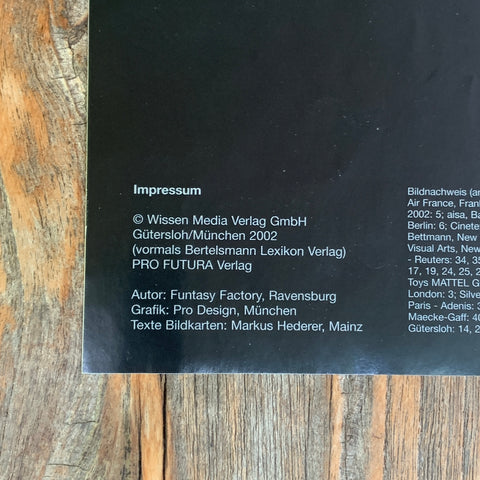 Impressum
© Wissen Media Verlag GmbH
Gütersloh/München 2002
(vormals Bertelsmann Lexikon Verlag)
PRO FUTURA Verlag
Autor: Funtasy Factory, Ravensburg
Grafik: Pro Design, München
Texte Bildkarten: Markus Hederer, Mainz
Bildnachweis
Air France,
2002: 5; aisa,
Berlin: 6;
Bettmann, New
Visual Arts, New
- Reuters: 34,
17, 19, 24, 25,
Toys MATTEL
London: 3;
Paris - Adenis:
Maecke-Gaff;
Gütersloh: 14,